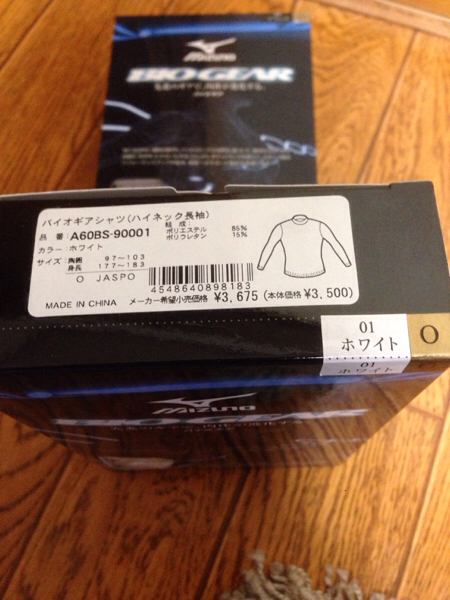 MIZUNO
BIO GEAR
バイオギアシャツ(ハイネック長袖)
品 番:A60BS-90001
組 成:
ポリエステル 85%
ポリウレタン 15%
カラー:ホワイト
サイズ:胸囲 97~103
身長 177~183
O JASPO
4548640898183
MADE IN CHINA メーカー希望小売価格 ¥3,675(本体価格 ¥3,500)
01
ホワイト
O
01
ホワイト
MIZUNO
BIO GEAR